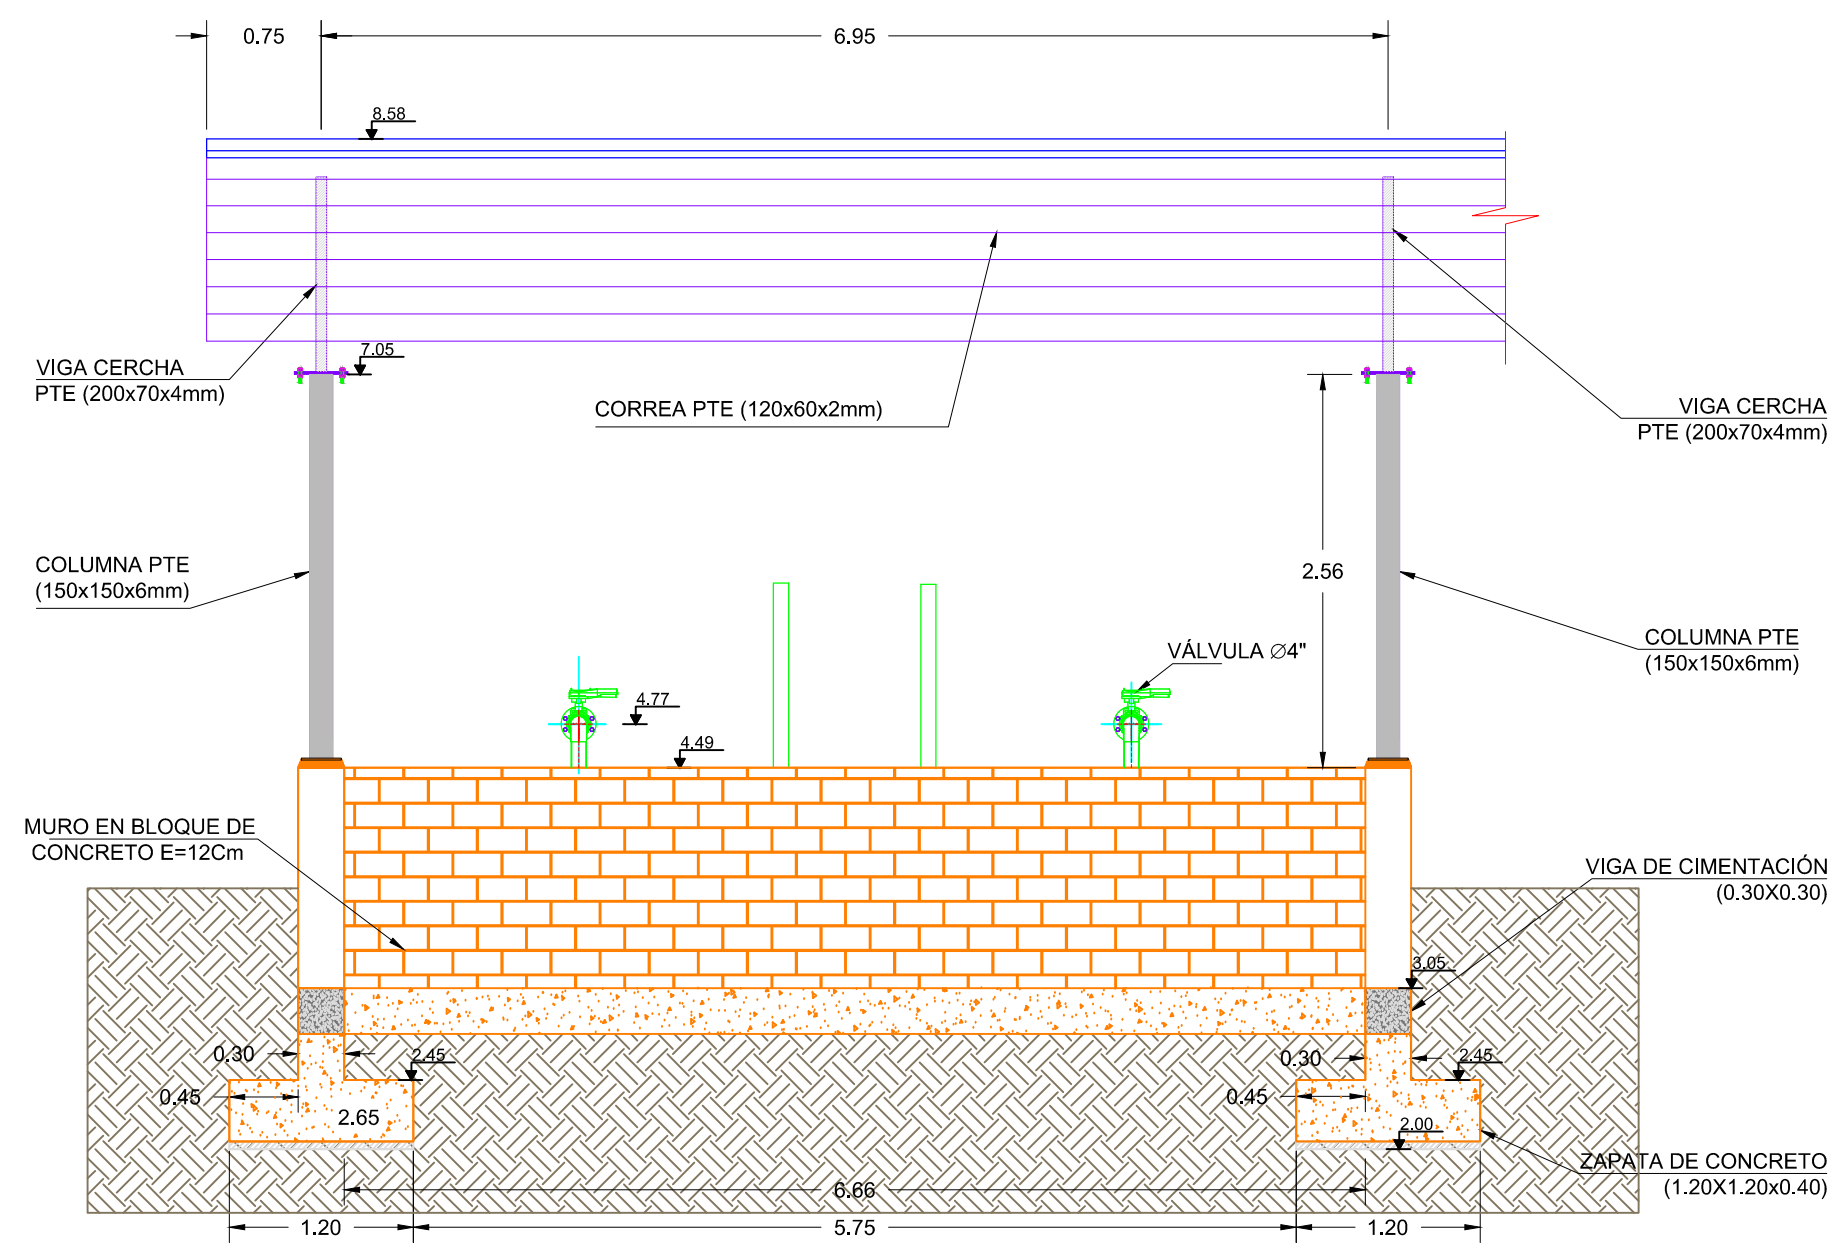 0.75
6.95
8.58
7.05
VIGA CERCHA
PTE (200x70x4mm)
CORREA PTE (120x60x2mm)
VIGA CERCHA
PTE (200x70x4mm)
COLUMNA PTE
(150x150x6mm)
2.56
VÁLVULA Ø4"
COLUMNA PTE
(150x150x6mm)
4.77
4.49
MURO EN BLOQUE DE
CONCRETO E=12Cm
VIGA DE CIMENTACIÓN
(0.30X0.30)
3.05
0.30
2.45
0.30
2.45
0.45
2.65
0.45
2.00
ZAPATA DE CONCRETO
(1.20X1.20x0.40)
6.66
1.20
5.75
1.20